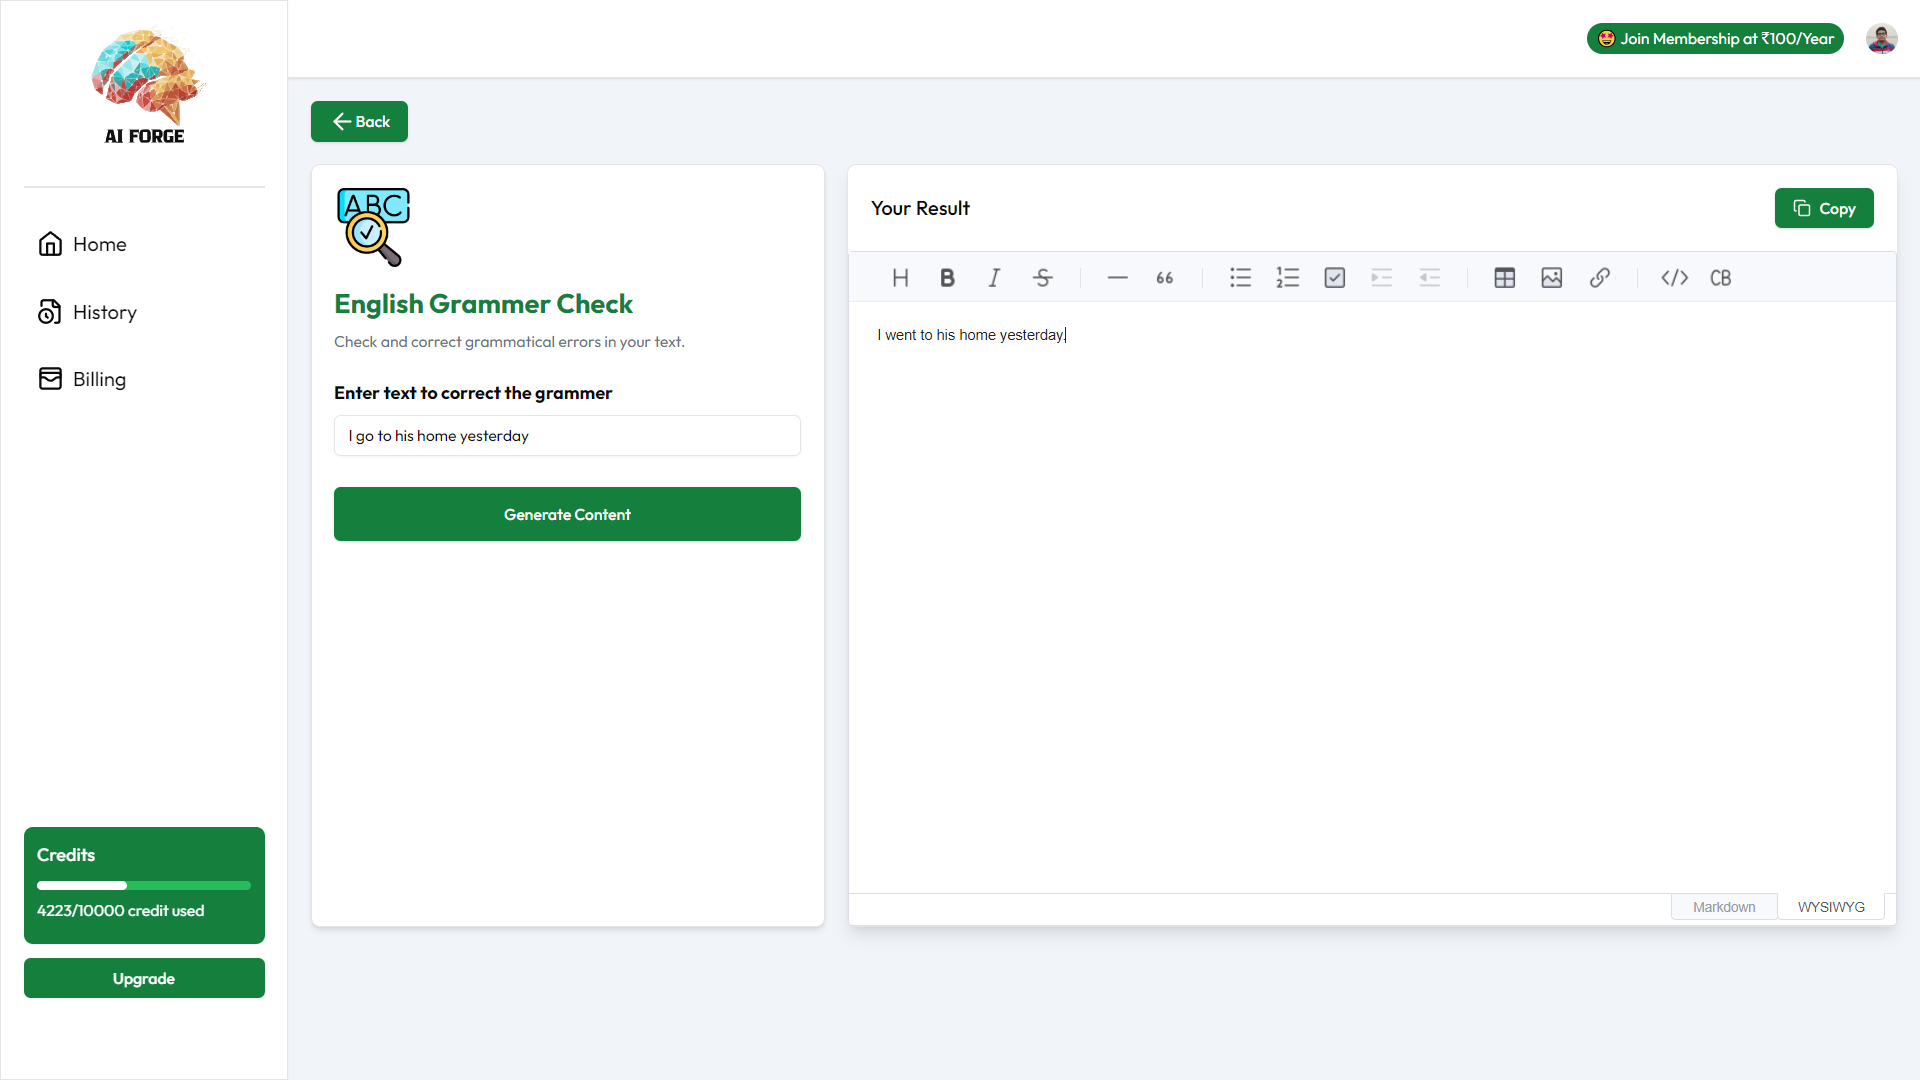 AI FORGE
Home
History
Billing
Credits
4223/10000 credit used
Upgrade
🤩 Join Membership at ₹100/Year
Back
ABC
English Grammer Check
Check and correct grammatical errors in your text.
Enter text to correct the grammer
I go to his home yesterday
Generate Content
Your Result
Copy
H B I S 66 </> CB
I went to his home yesterday.
Markdown
WYSIWYG